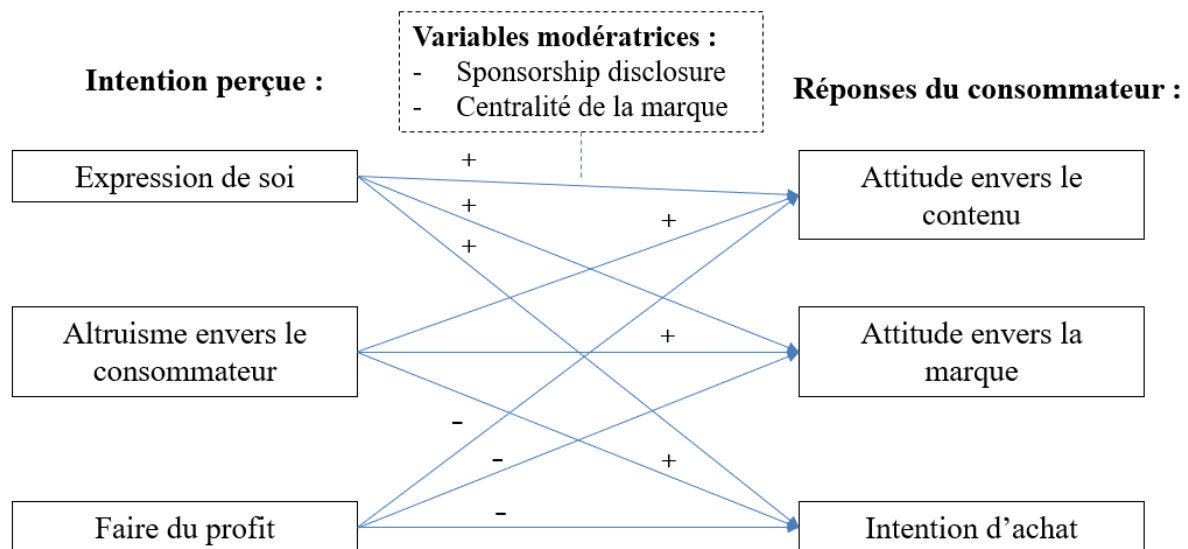 Variables modératrices :
- Sponsorship disclosure
- Centralité de la marque
Intention perçue :
Réponses du consommateur :
Expression de soi
Altruisme envers le
consommateur
Faire du profit
+
+
+
+
+
+
-
-
-
Attitude envers le
contenu
Attitude envers la
marque
Intention d’achat